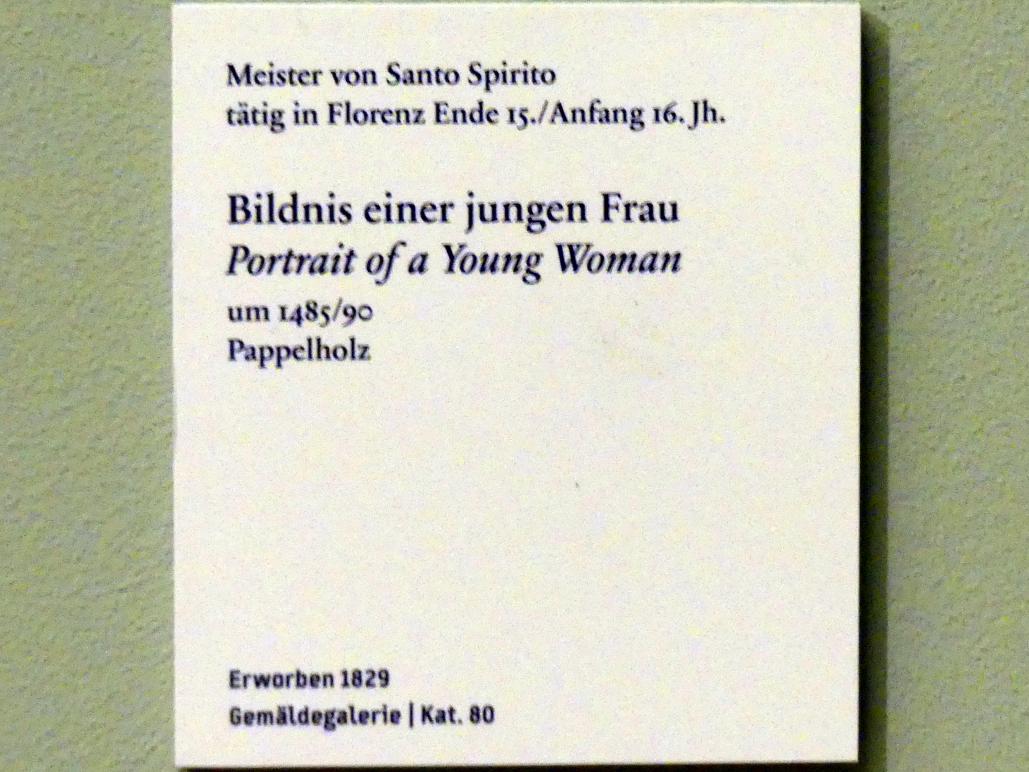 Meister von Santo Spirito
tätig in Florenz Ende 15./Anfang 16. Jh.
Bildnis einer jungen Frau
Portrait of a Young Woman
um 1485/90
Pappelholz
Erworben 1829
Gemäldegalerie | Kat. 80